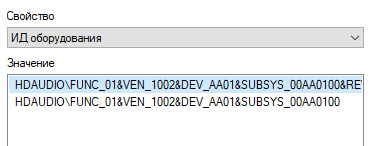 Свойство
ИД оборудования
Значение
HDAUDIO\FUNC_01&VEN_1002&DEV_AA01&SUBSYS_00AA0100&RE
HDAUDIO\FUNC_01&VEN_1002&DEV_AA01&SUBSYS_00AA0100